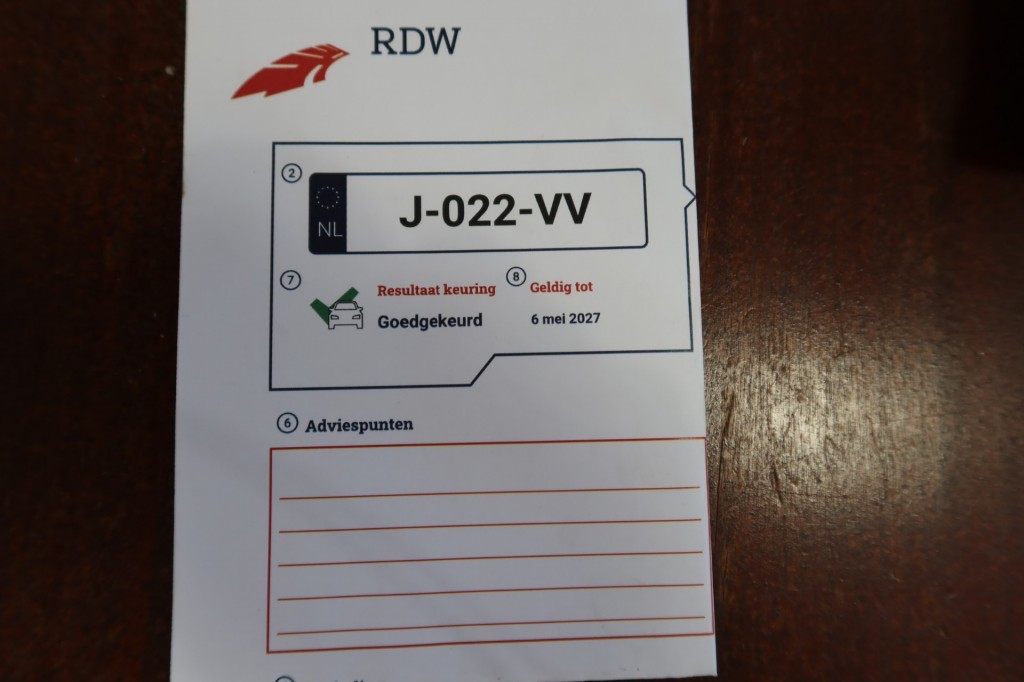 RDW
2
NL
J-022-VV
7
Resultaat keuring
8
Geldig tot
Goedgekeurd
6 mei 2027
6
Adviespunten